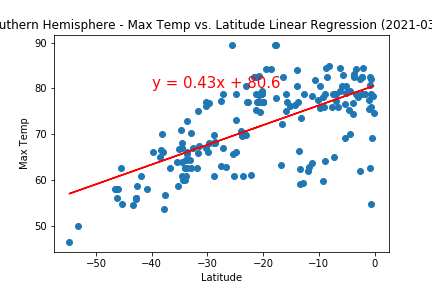 uthern Hemisphere - Max Temp vs. Latitude Linear Regression (2021-03
90
80
70
60
50
y = 0.43x + 80.6
Max Temp
−50 −40 −30 −20 −10 0
Latitude